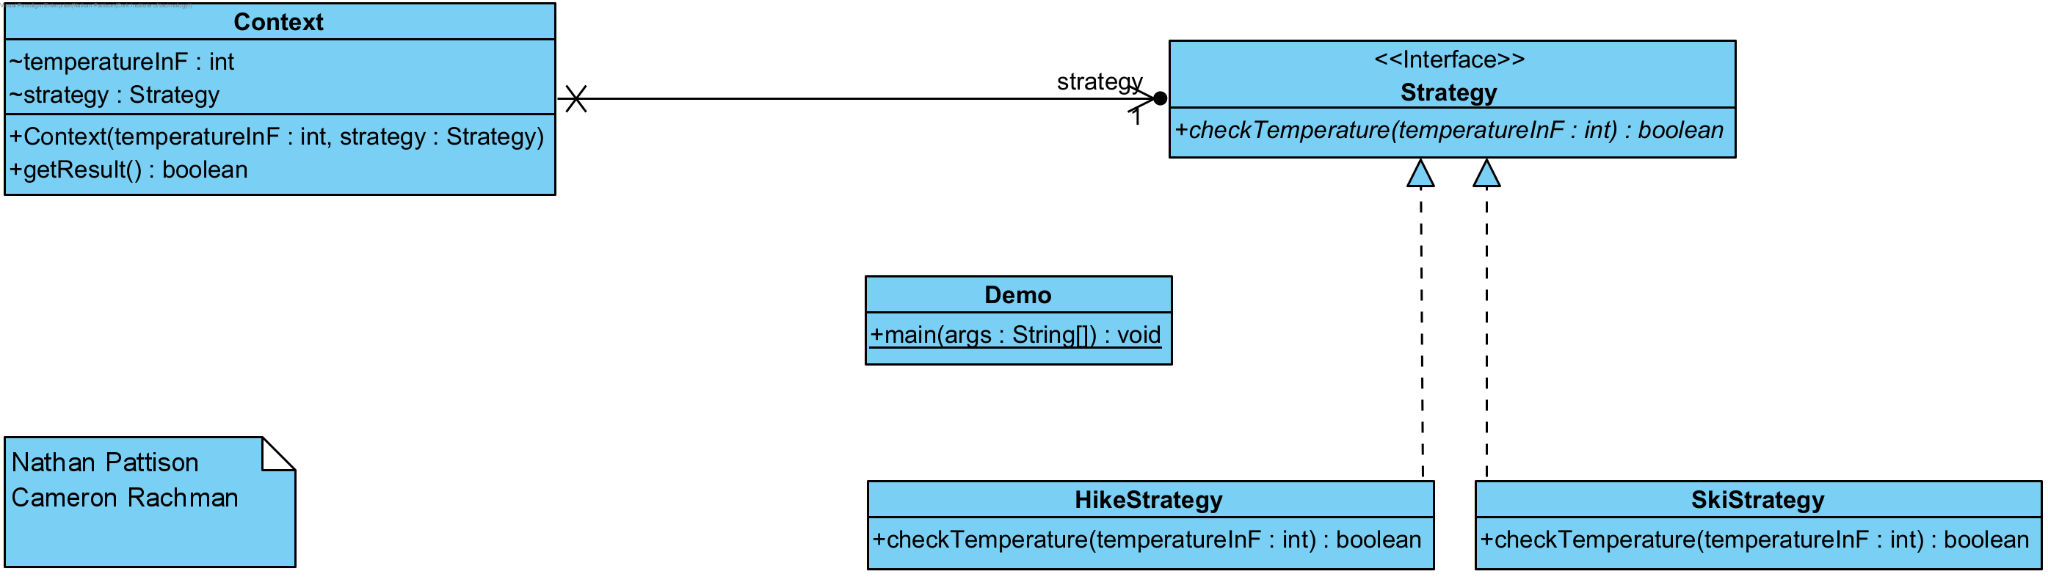 Context
~temperatureInF : int
~strategy : Strategy
+Context(temperatureInF : int, strategy : Strategy)
+getResult() : boolean
strategy
1
<<Interface>>
Strategy
+checkTemperature(temperatureInF : int) : boolean
Demo
+main(args : String[]) : void
Nathan Pattison
Cameron Rachman
HikeStrategy
+checkTemperature(temperatureInF : int) : boolean
SkiStrategy
+checkTemperature(temperatureInF : int) : boolean